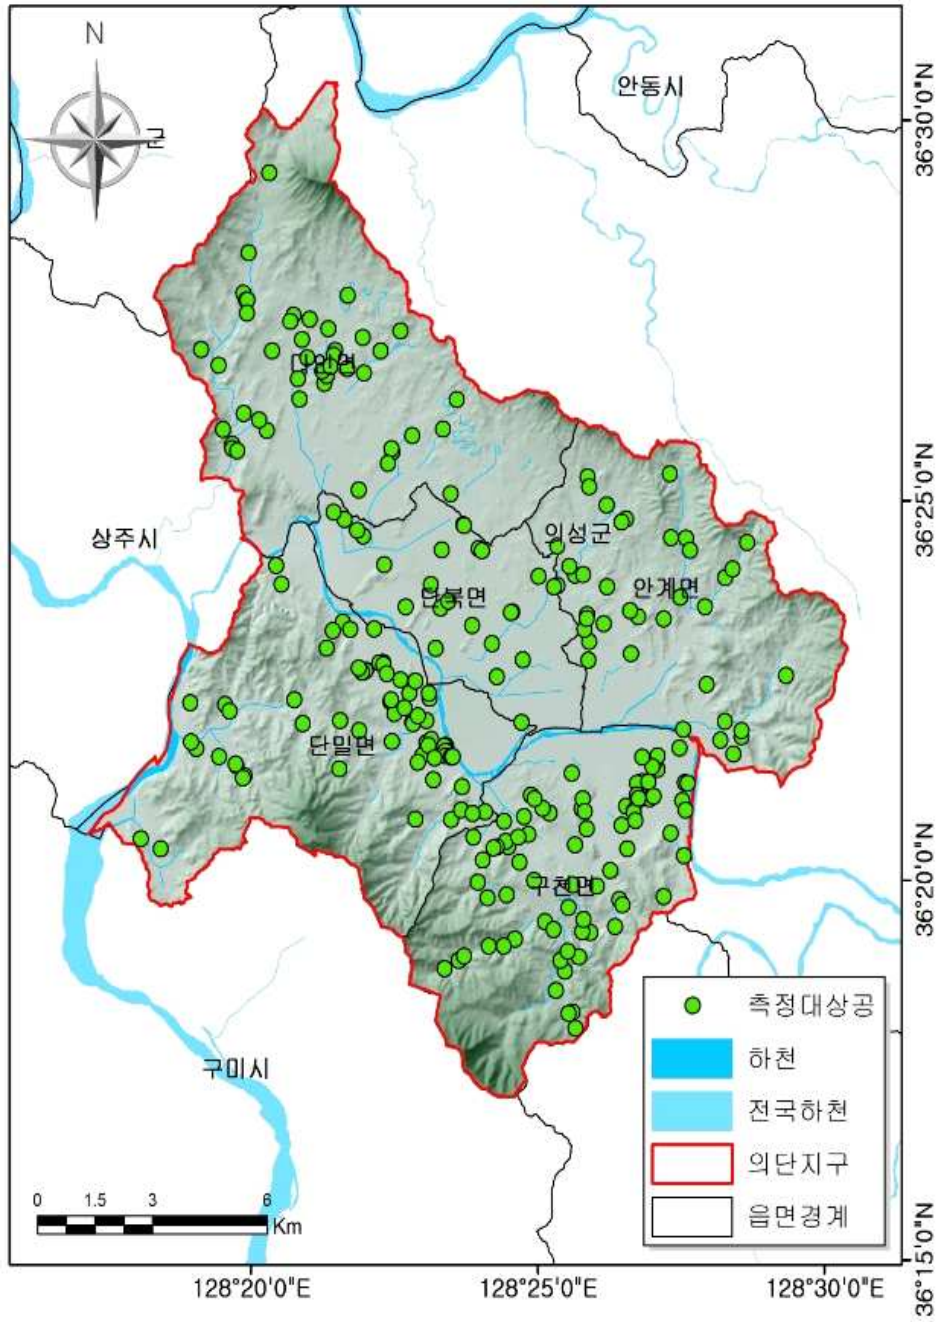 N
군
안동시
36°30'0"N
다인면
36°25'0"N
상주시
의성군
안계면
단북면
단밀면
구천면
36°20'0"N
측정대상공
하천
구미시
전국하천
의단지구
읍면경계
0 1.5 3 6
Km
36°15'0"N
128°20'0"E 128°25'0"E 128°30'0"E